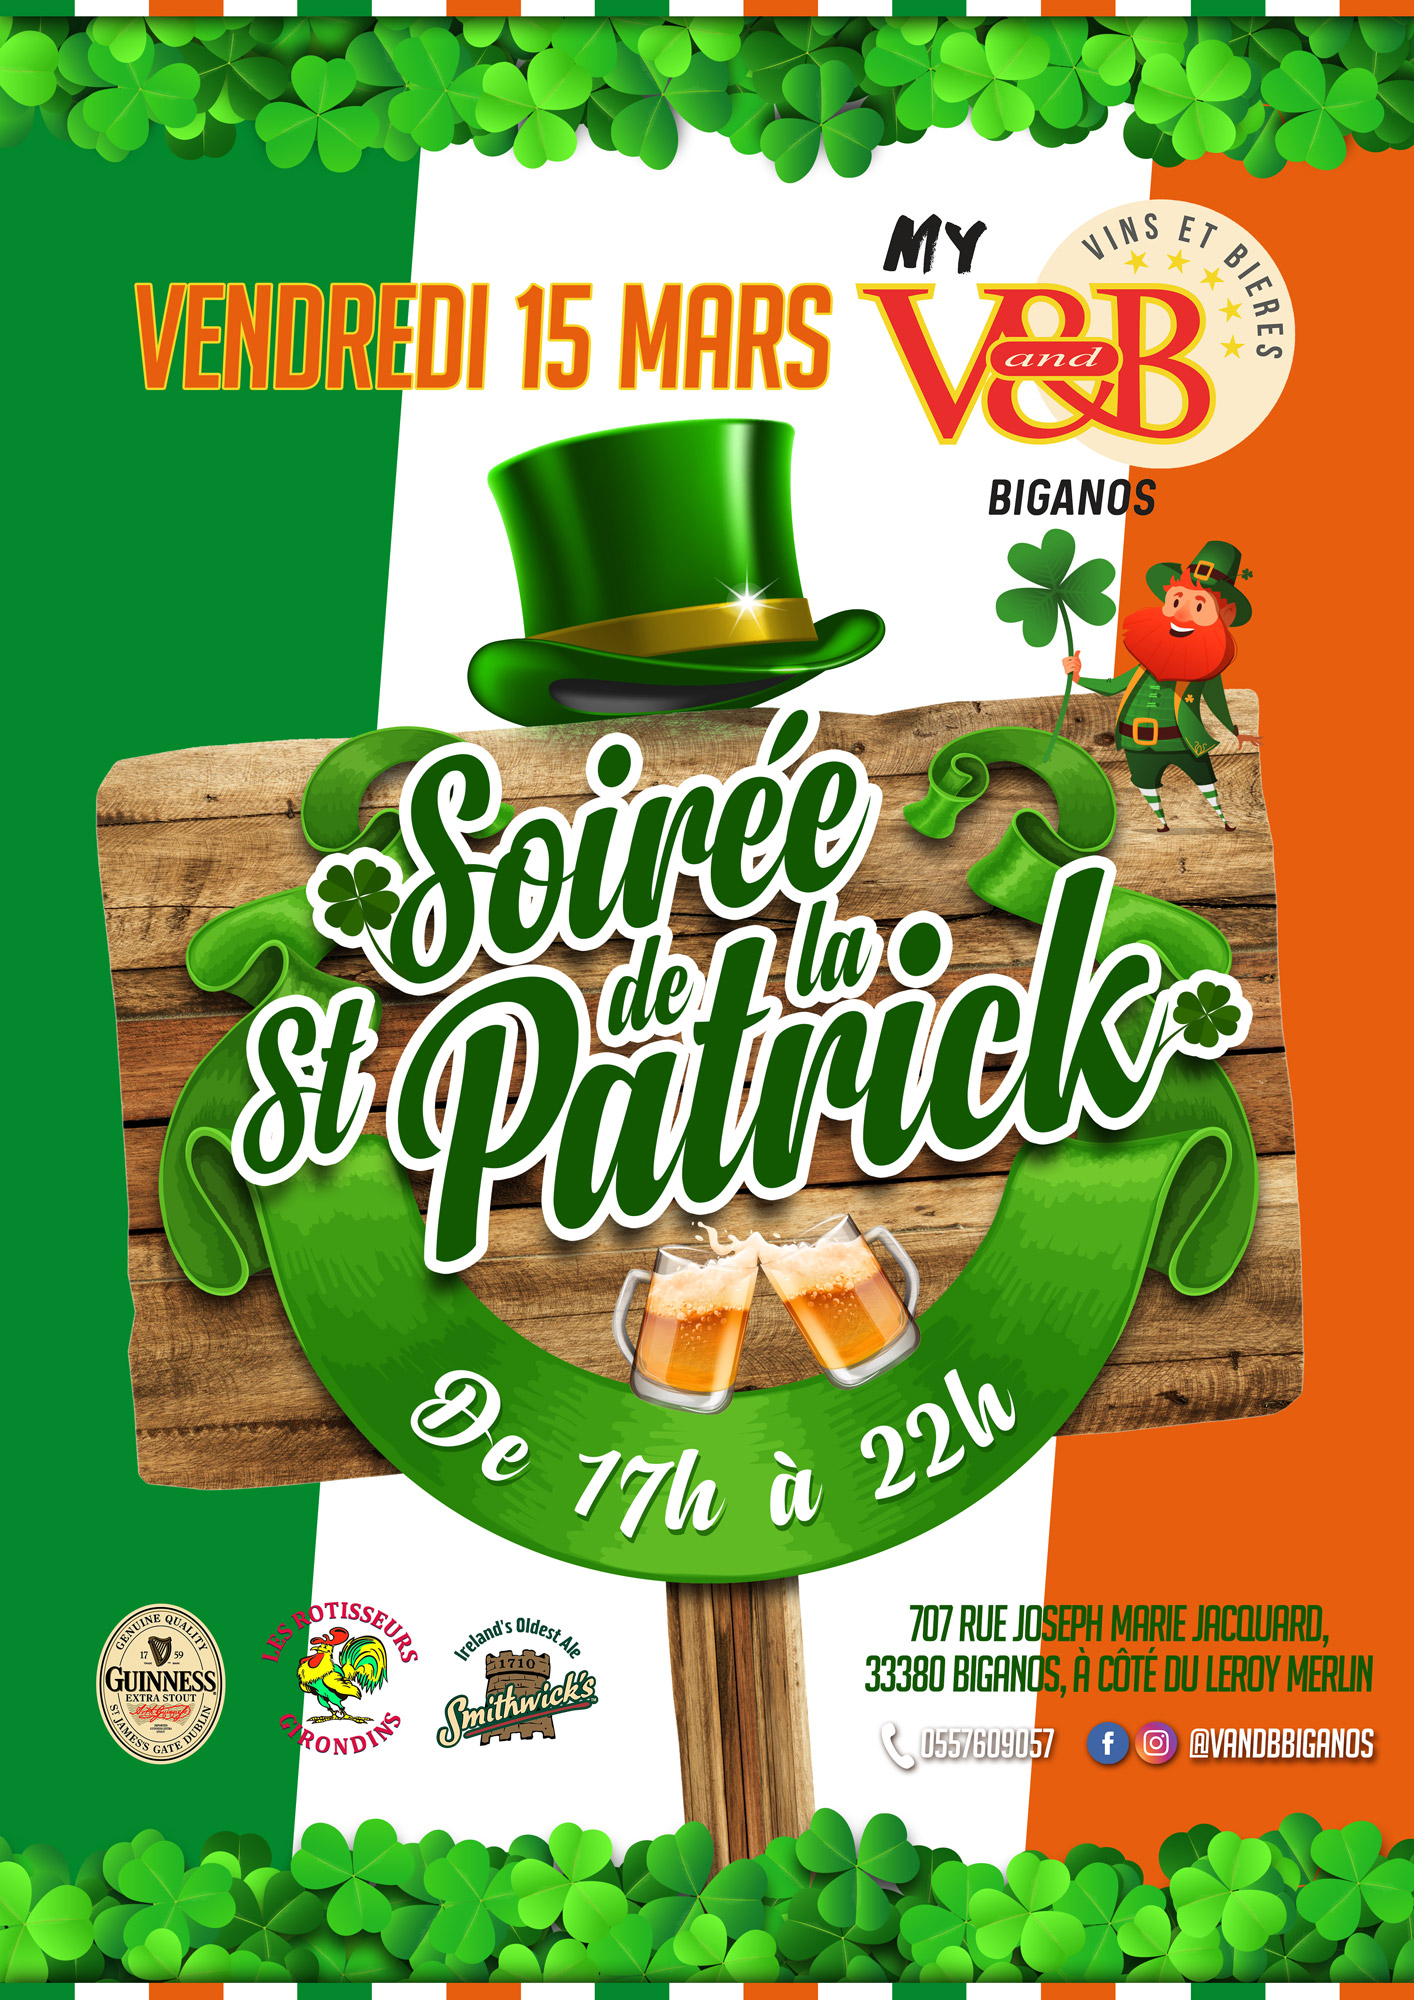 MY
VINS ET BIERES
V&B
and
VENDREDI 15 MARS
BIGANOS
Soirée
de la
St Patrick
De 17h à 22h
GENUINE QUALITY
17 59
GUINNESS
EXTRA STOUT
ST JAMES'S GATE DUBLIN
LES ROTISSEURS
GIRONDINS
Ireland's Oldest Ale
1710
Smithwick's
707 RUE JOSEPH MARIE JACQUARD,
33380 BIGANOS, À CÔTÉ DU LEROY MERLIN
0557609057
@VANDBBIGANOS